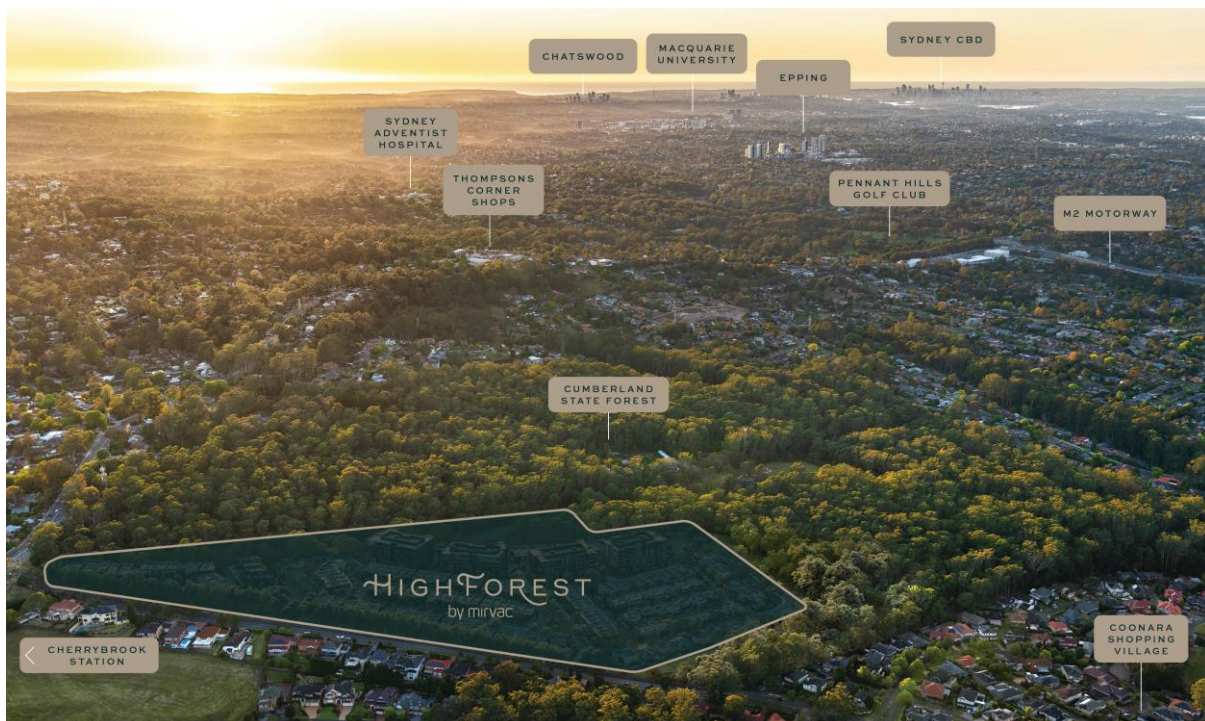 SYDNEY CBD
CHATSWOOD
MACQUARIE
UNIVERSITY
EPPING
SYDNEY
ADVENTIST
HOSPITAL
THOMPSONS
CORNER
SHOPS
PENNANT HILLS
GOLF CLUB
M2 MOTORWAY
CUMBERLAND
STATE FOREST
HIGHFOREST
by mirvac
CHERRYBROOK
STATION
COONARA
SHOPPING
VILLAGE